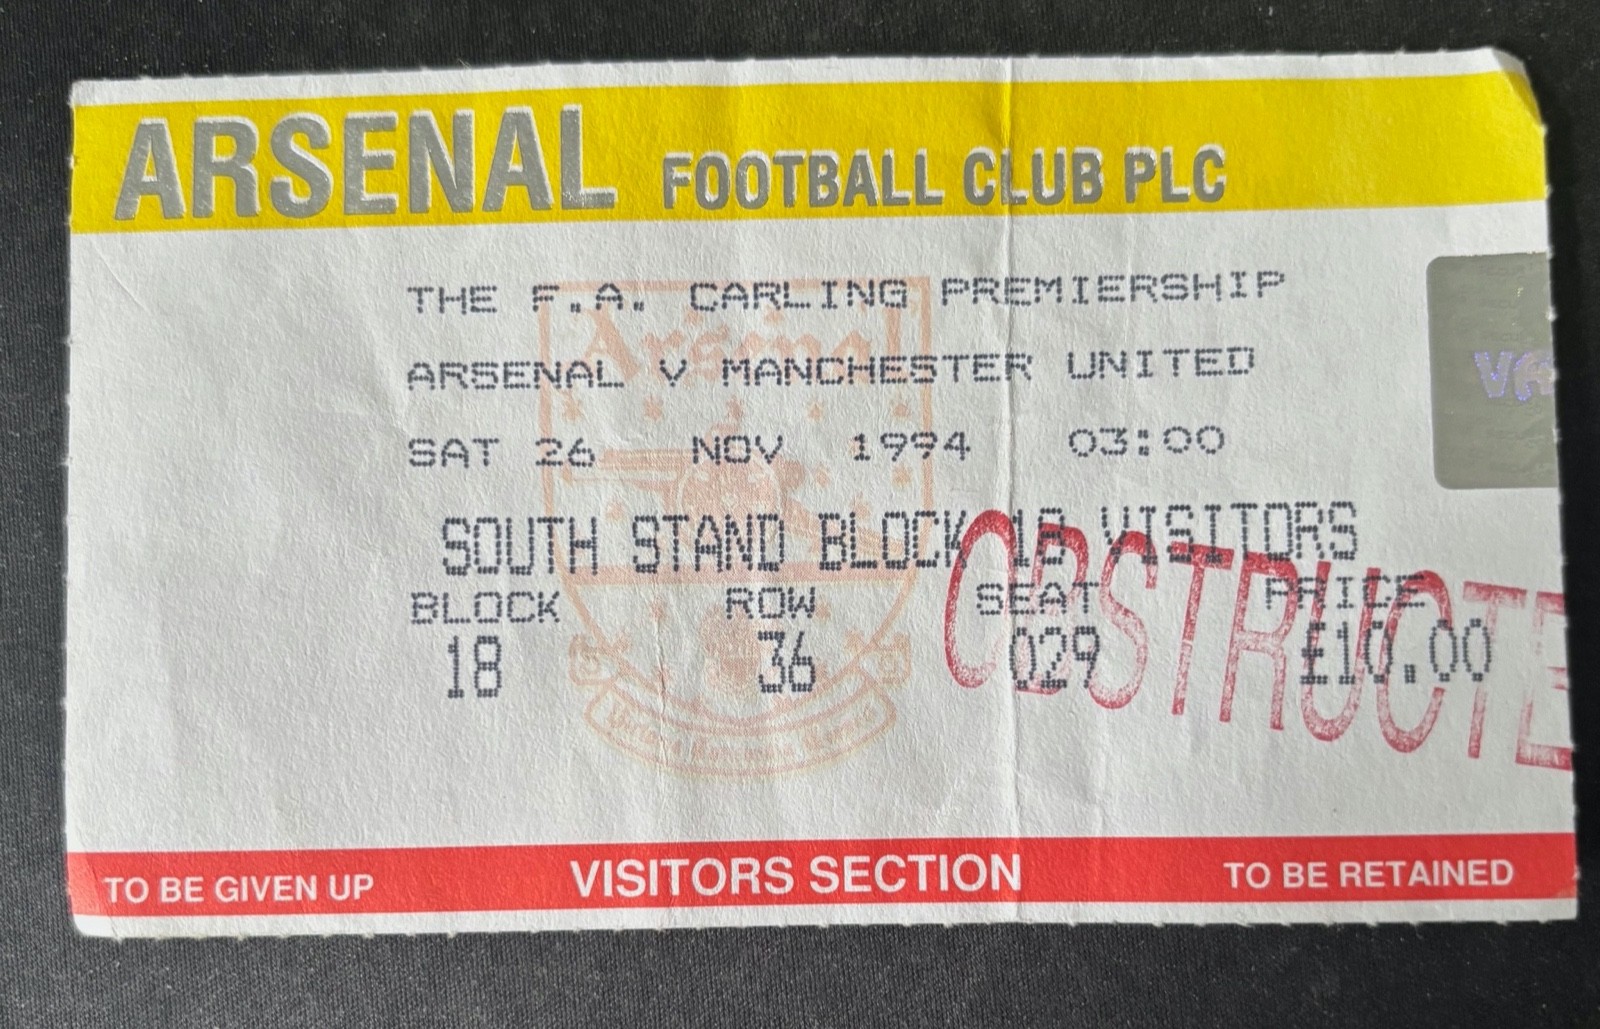 ARSENAL FOOTBALL CLUB PLC
THE F.A. CARLING PREMIERSHIP
Arsenal
ARSENAL V MANCHESTER UNITED
SAT 26 NOV 1994 03:00
SOUTH STAND BLOCK 18 VISITORS
OBSTRUCTE
BLOCK ROW SEAT PRICE
18 36 029 £10.00
TO BE GIVEN UP VISITORS SECTION TO BE RETAINED